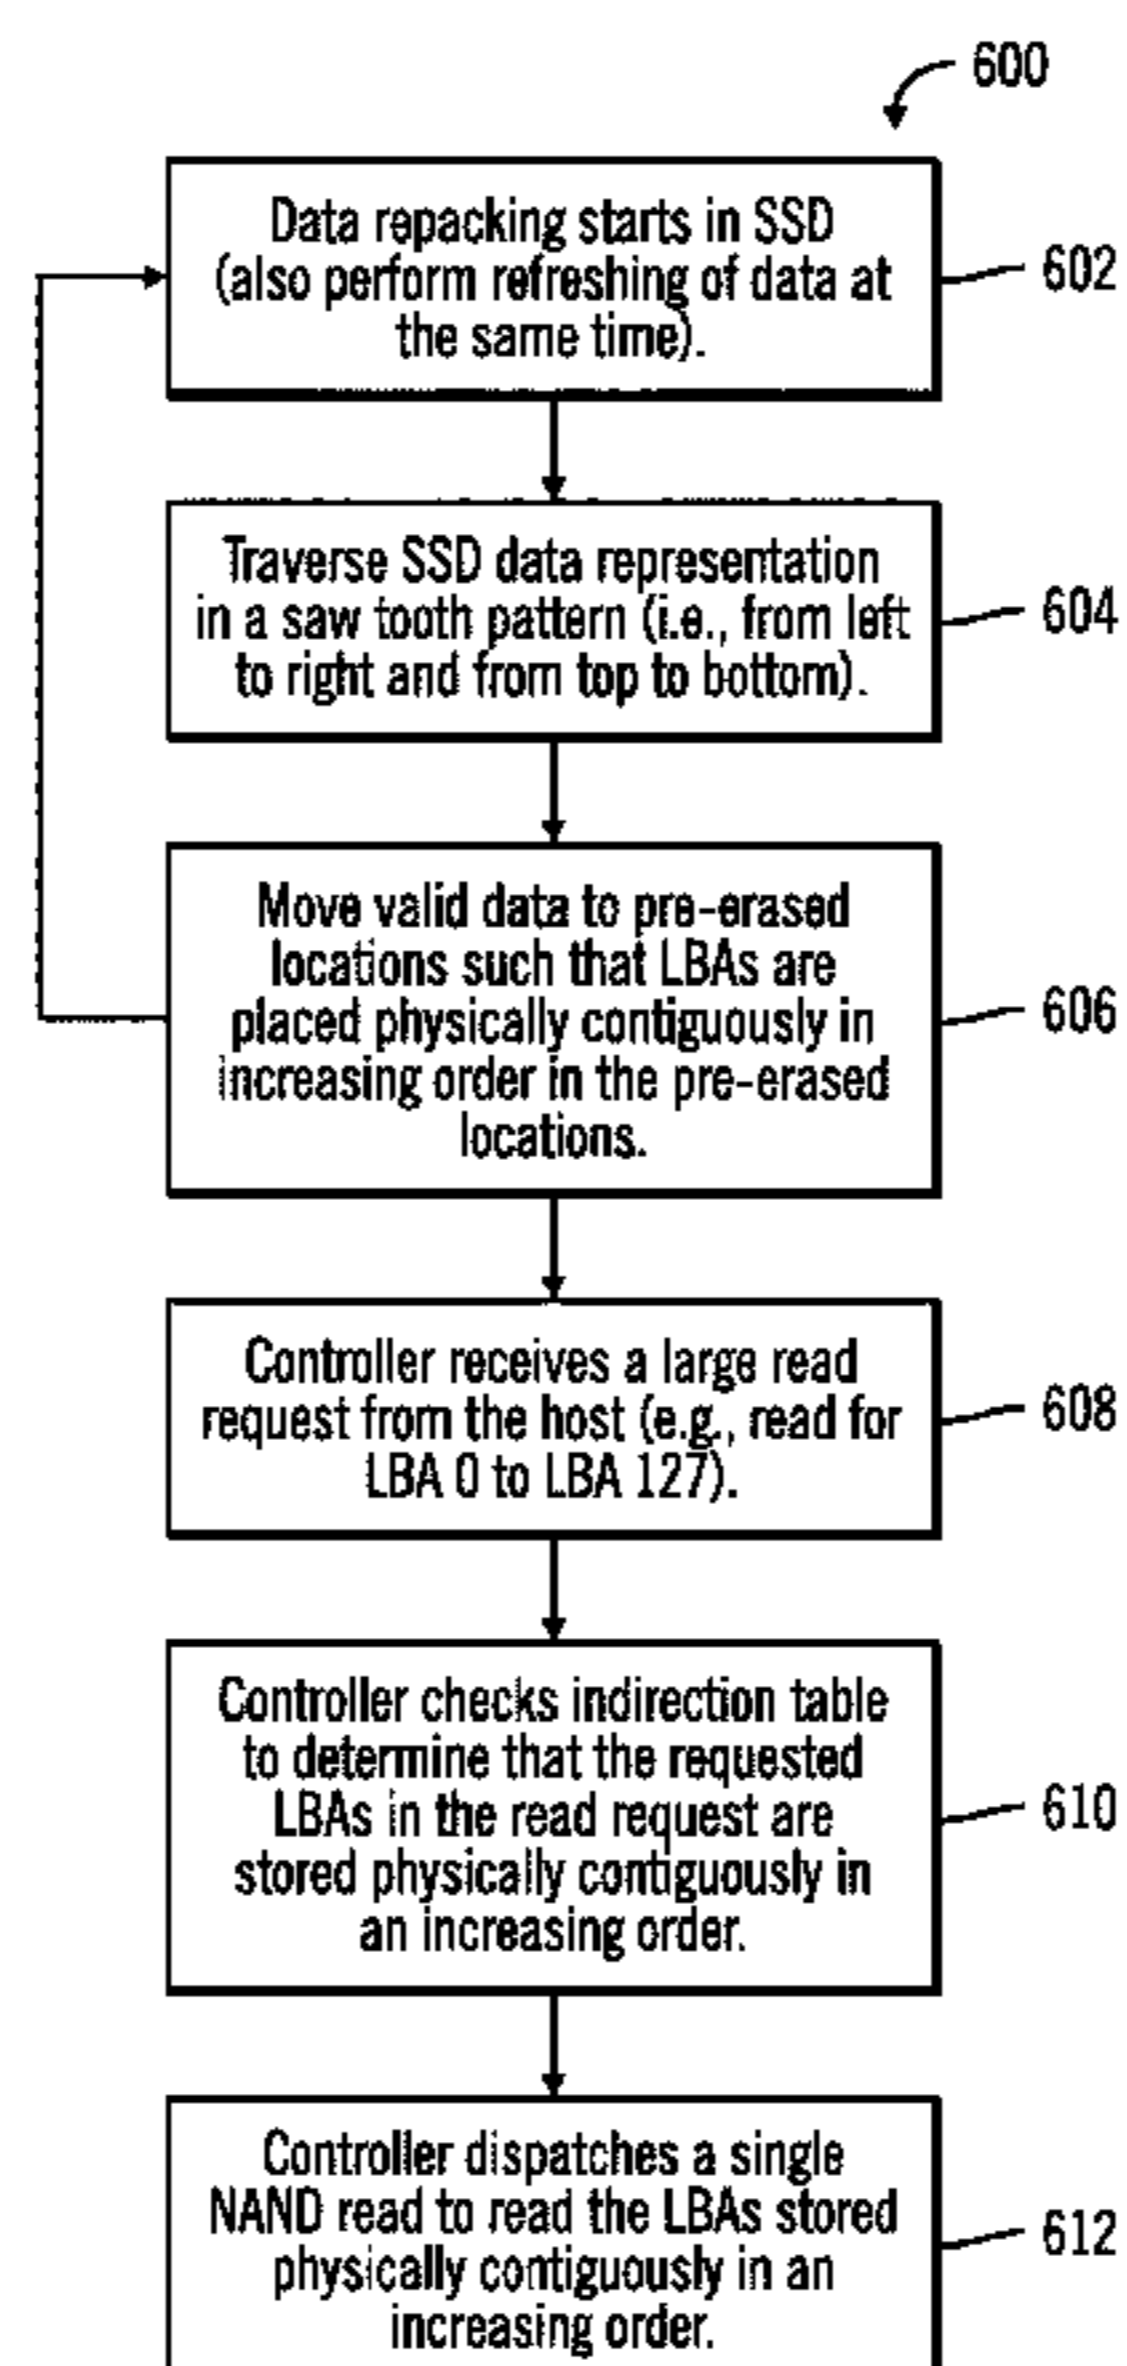 600
Data repacking starts in SSD
(also perform refreshing of data at
the same time).
602
Traverse SSD data representation
in a saw tooth pattern (i.e., from left
to right and from top to bottom).
604
Move valid data to pre-erased
locations such that LBAs are
placed physically contiguously in
increasing order in the pre-erased
locations.
606
Controller receives a large read
request from the host (e.g., read for
LBA 0 to LBA 127).
608
Controller checks indirection table
to determine that the requested
LBAs in the read request are
stored physically contiguously in
an increasing order.
610
Controller dispatches a single
NAND read to read the LBAs stored
physically contiguously in an
increasing order.
612